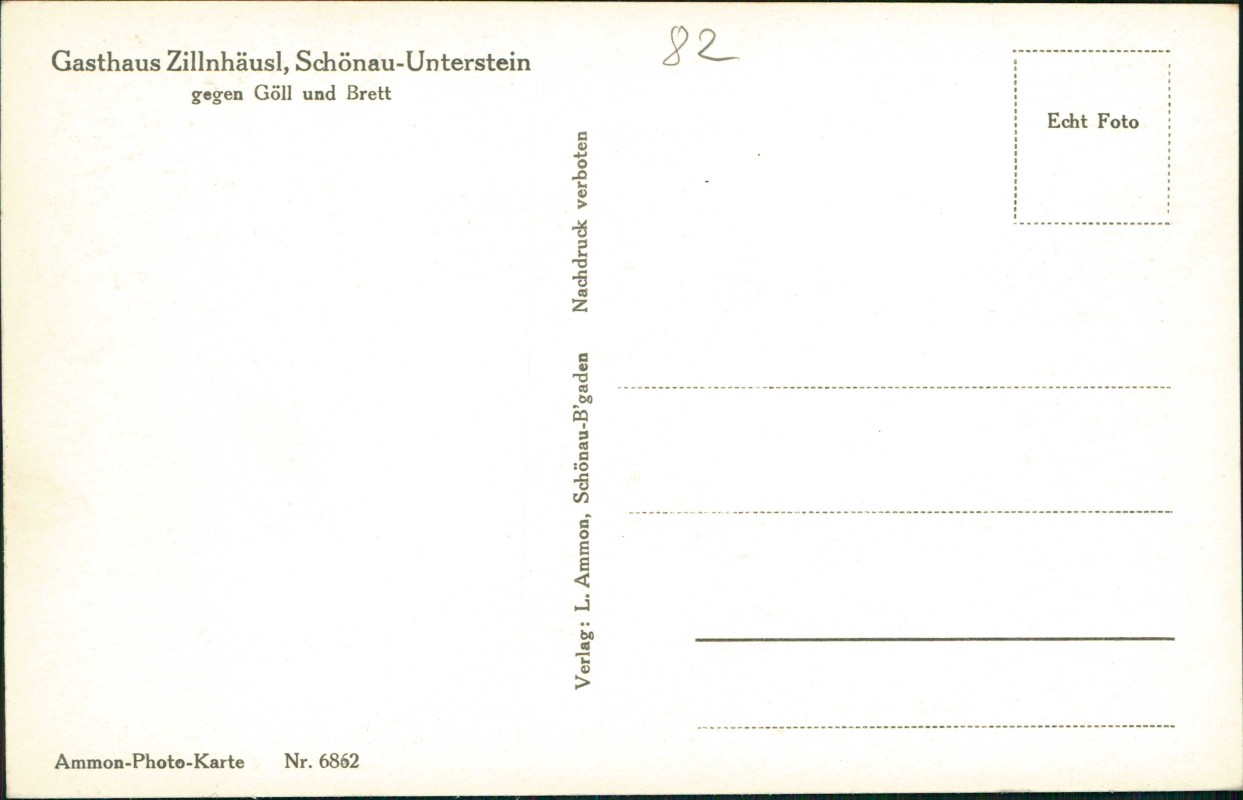 Gasthaus Zillnhäusl, Schönau-Unterstein
gegen Göll und Brett
82
Echt Foto
Verlag: L. Ammon, Schönau-B'gaden Nachdruck verboten
Ammon-Photo-Karte Nr. 6862